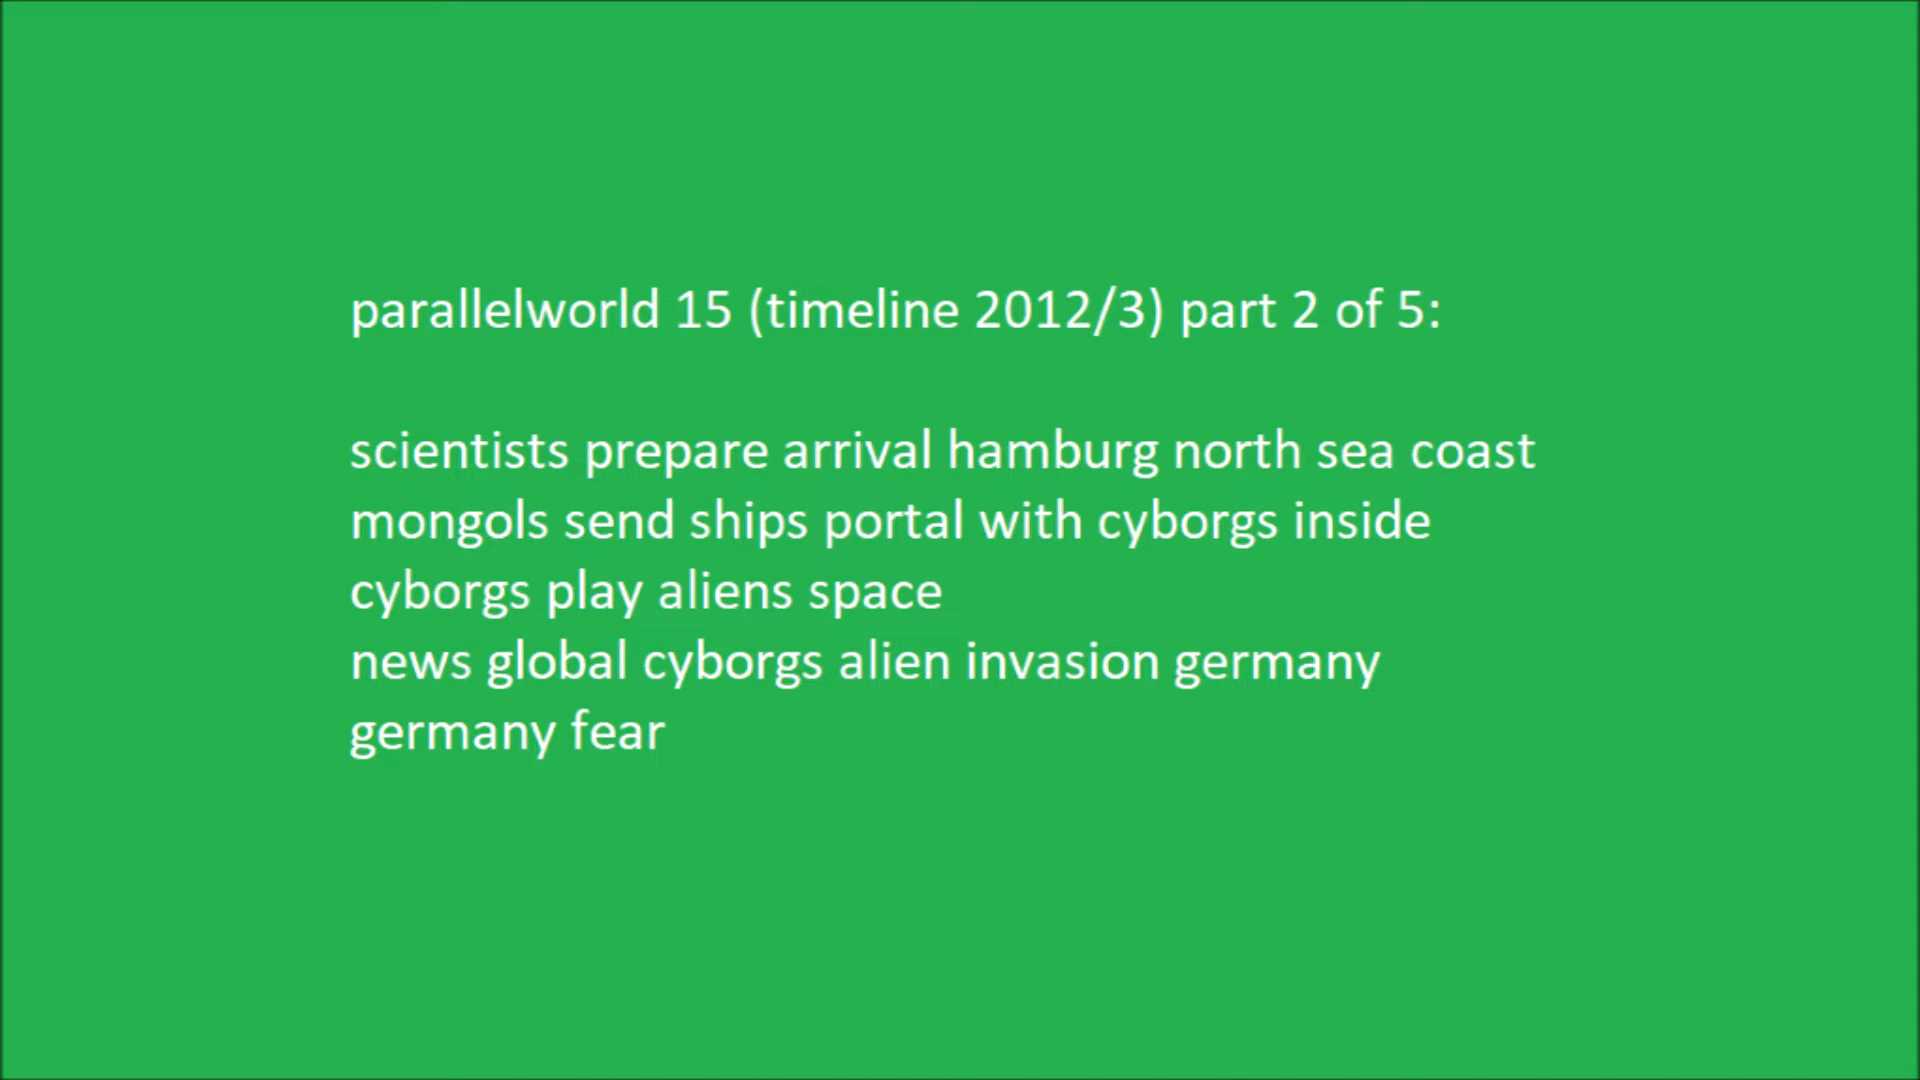 parallelworld 15 (timeline 2012/3) part 2 of 5:
scientists prepare arrival hamburg north sea coast
mongols send ships portal with cyborgs inside
cyborgs play aliens space
news global cyborgs alien invasion germany
germany fear